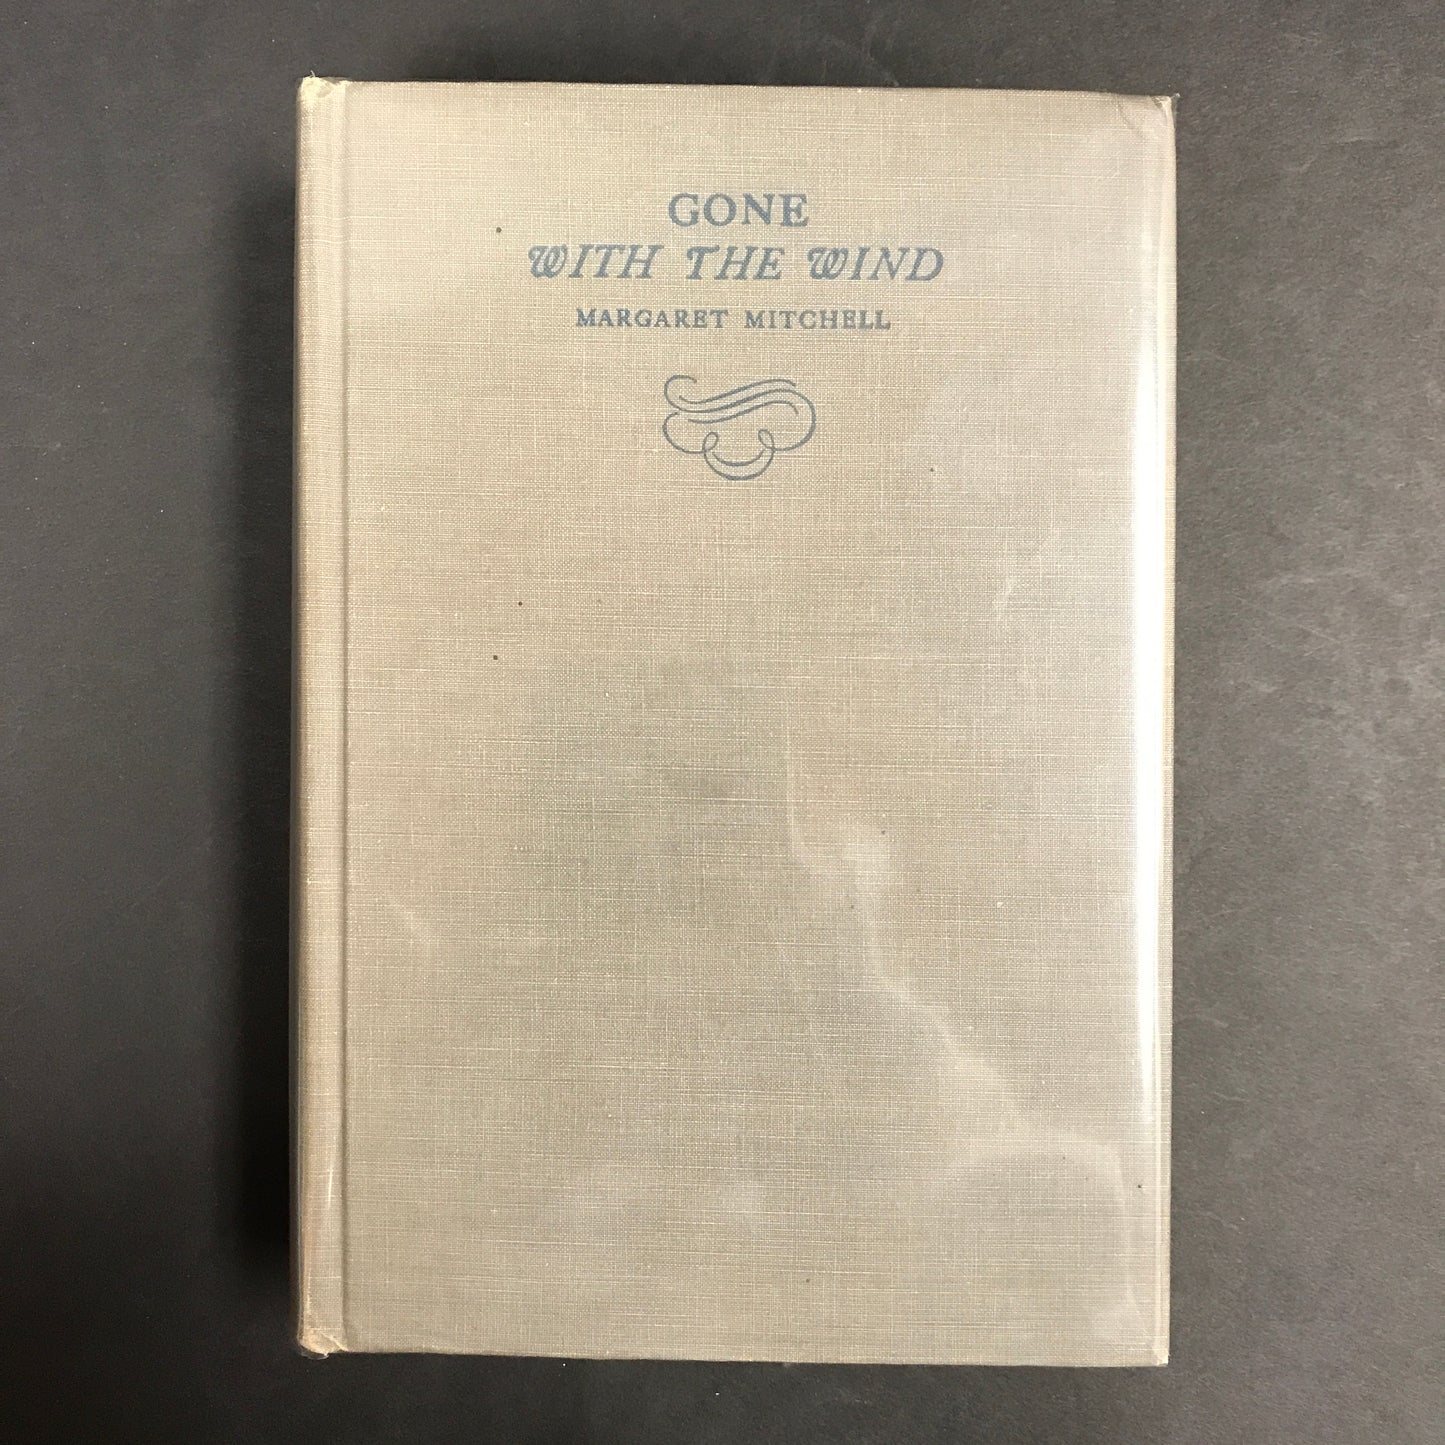 GONE
WITH THE WIND
MARGARET MITCHELL